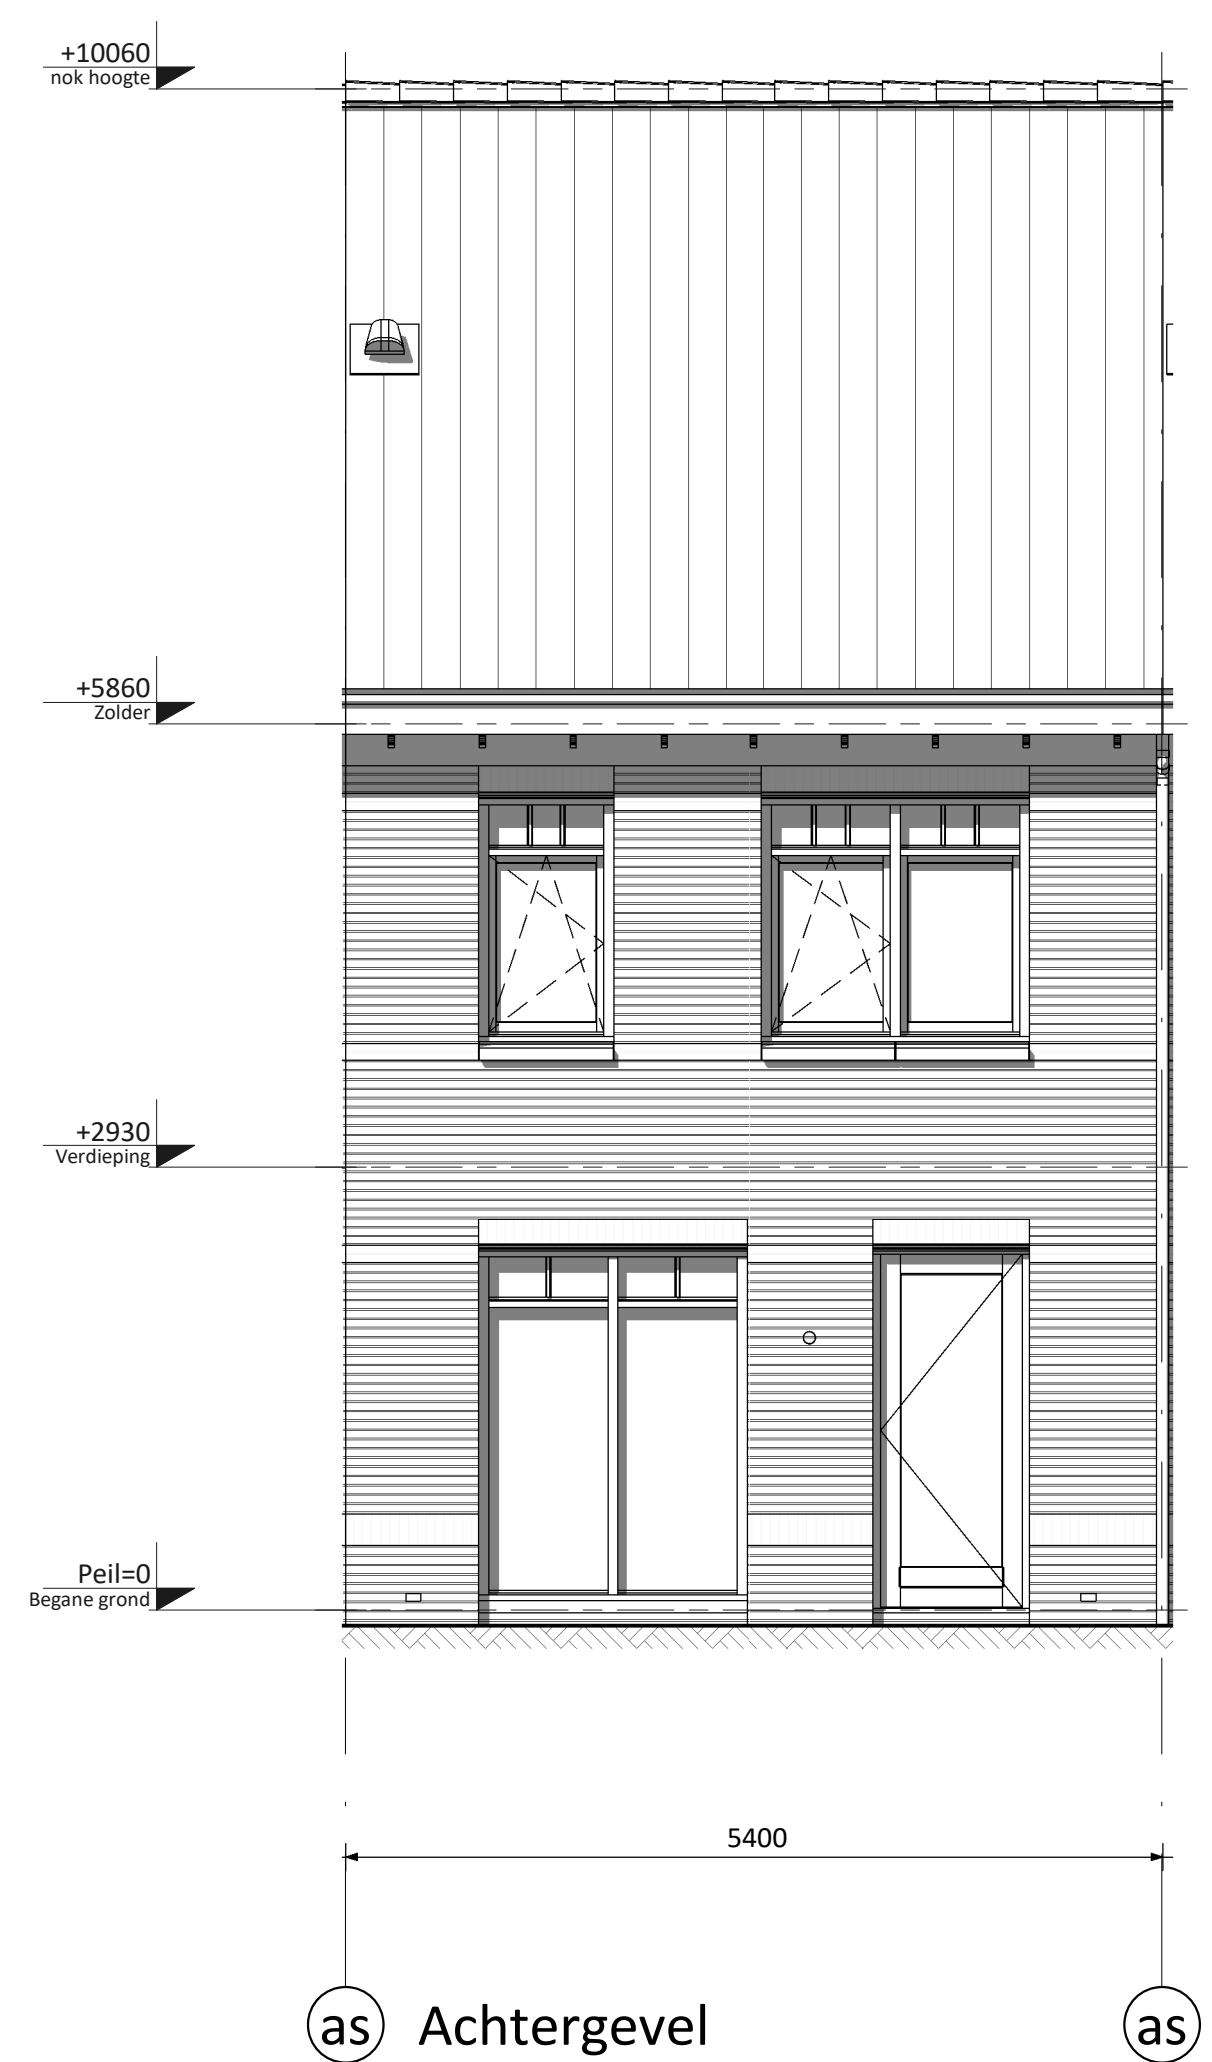 +10060
nok hoogte
+5860
Zolder
+2930
Verdieping
Peil=0
Begane grond
5400
as Achtergevel as